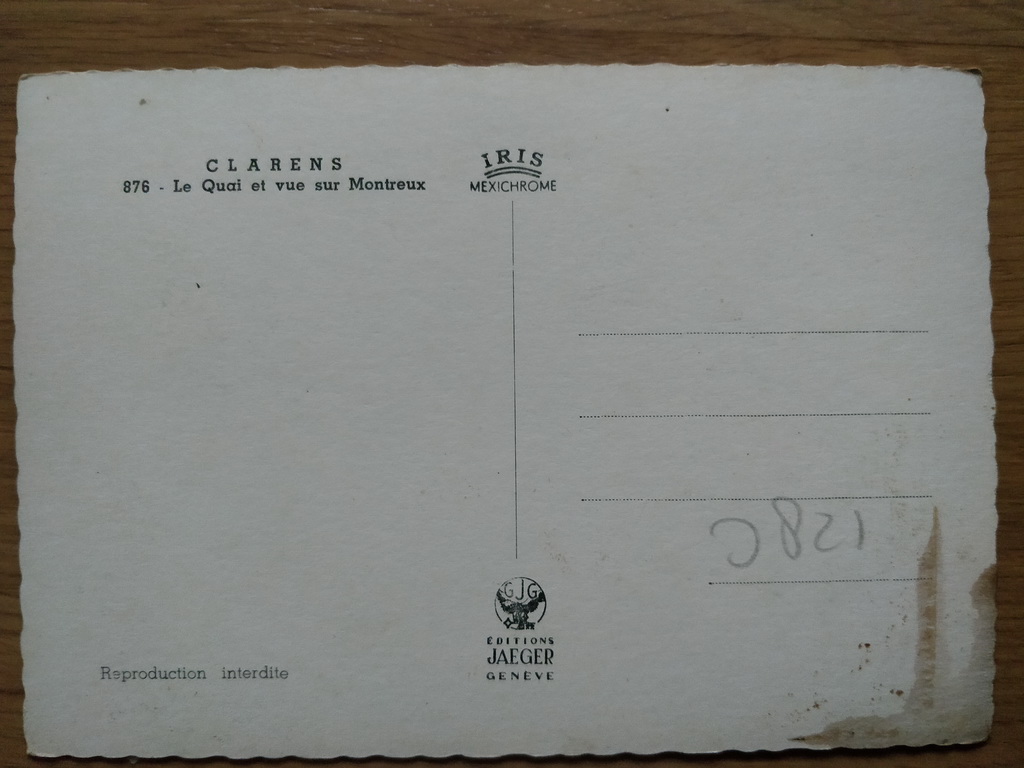 CLARENS
876 - Le Quai et vue sur Montreux
IRIS
MEXICHROME
GJG
ÉDITIONS
JAEGER
GENÈVE
Reproduction interdite